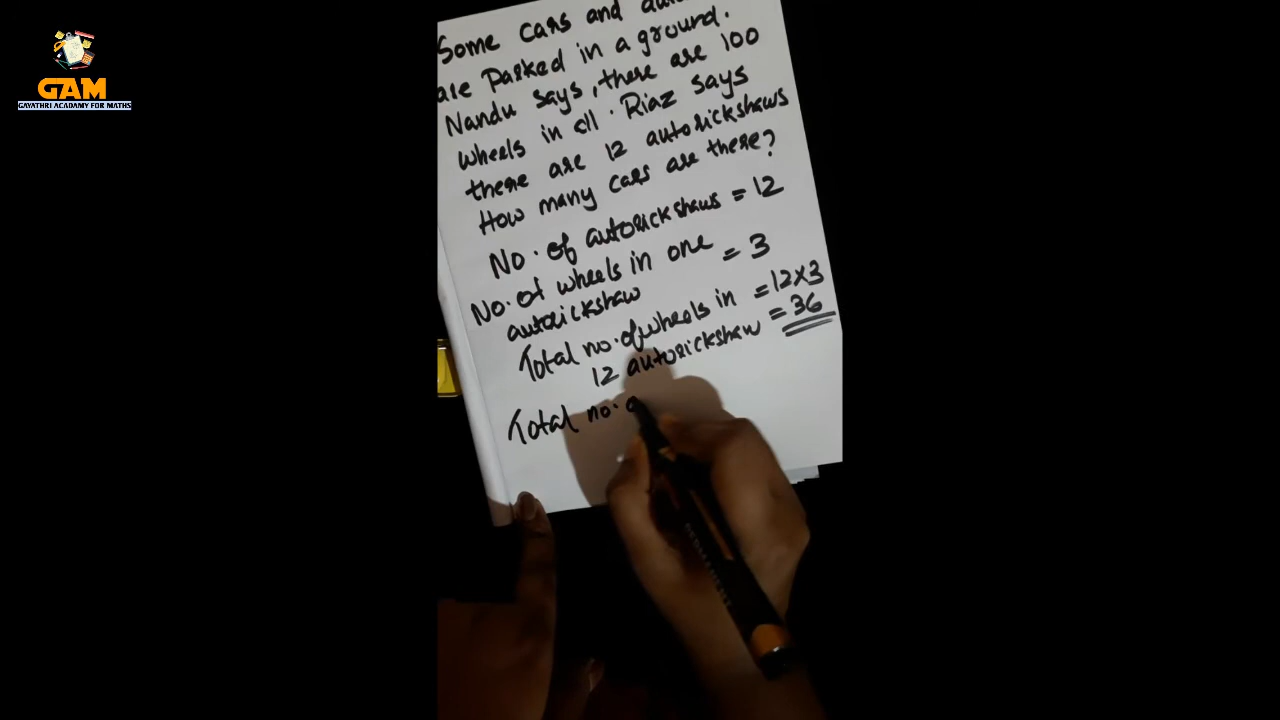 GAM
GAYATHRI ACADAMY FOR MATHS
Some cars and
are Parked in a ground.
Nandu says, there are 100
wheels in all. Riaz says
there are 12 autorickshaws
How many cars are there?
No. of autorickshaws = 12
No. of wheels in one = 3
autorickshaw
Total no. of wheels in = 12x3
12 autorickshaw = 36
Total no.